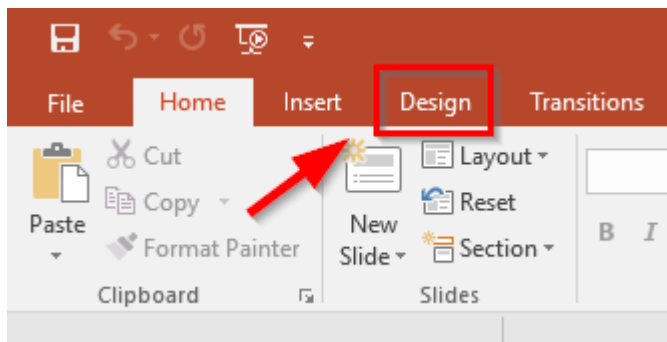 File Home Insert Design Transitions
Cut Layout
Copy Reset
Paste New
Format Painter Slide Section B I
Clipboard Slides